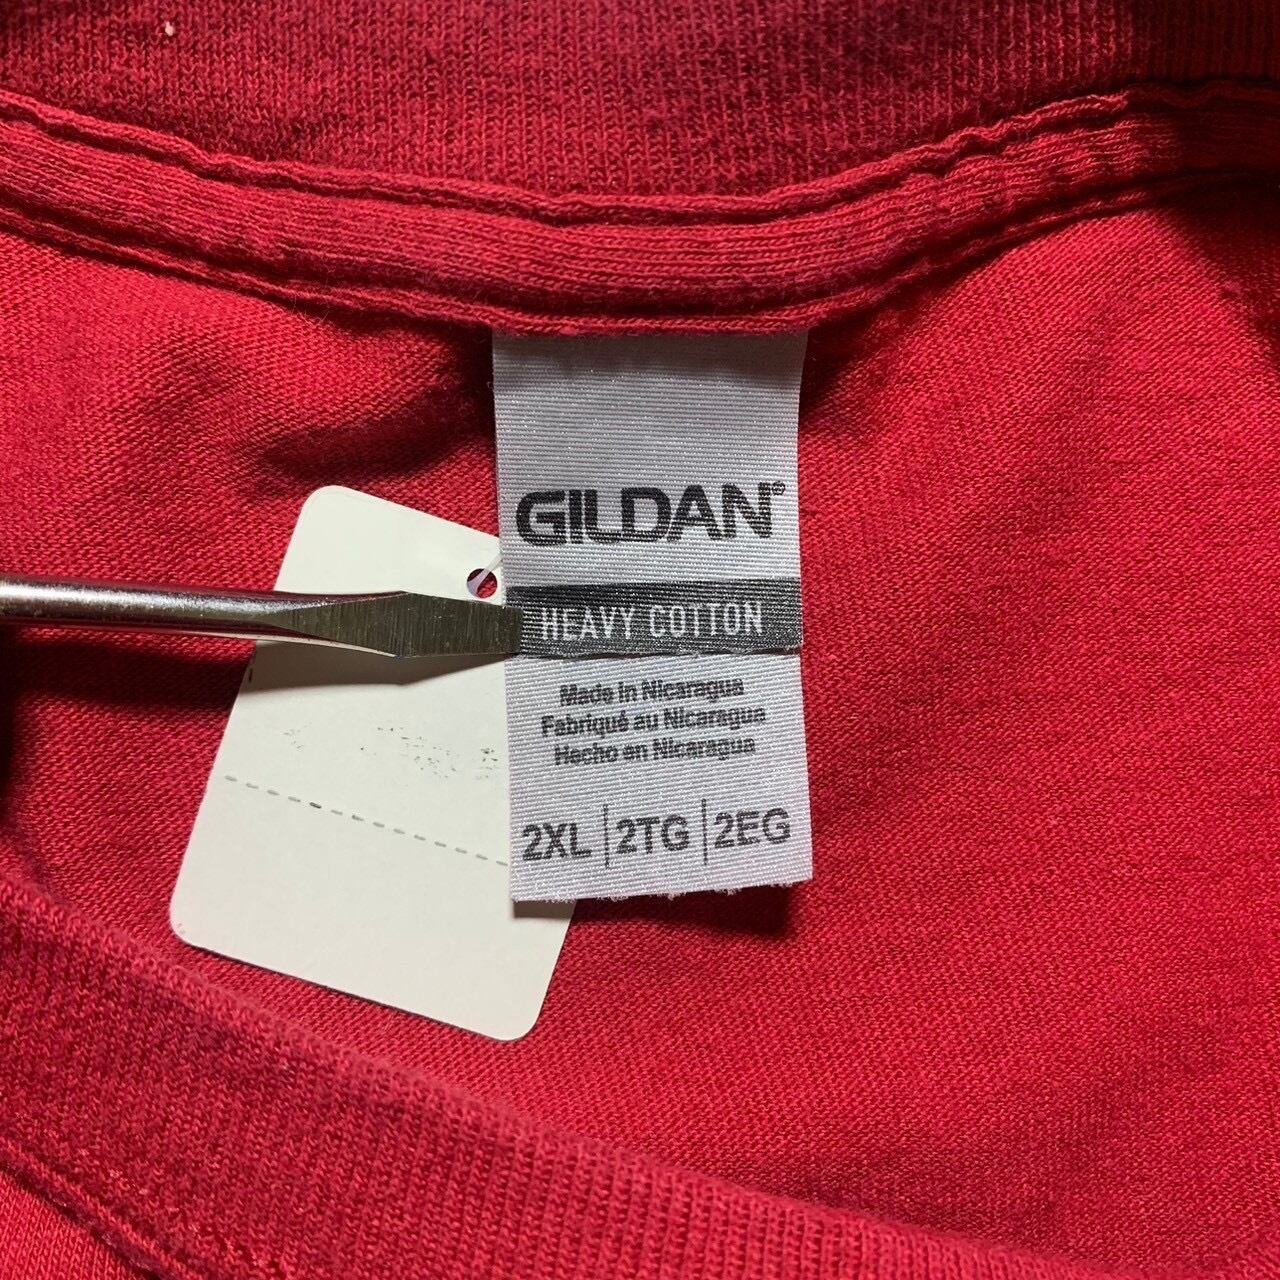 GILDAN®
HEAVY COTTON
Made in Nicaragua
Fabriqué au Nicaragua
Hecho en Nicaragua
2XL | 2TG | 2EG